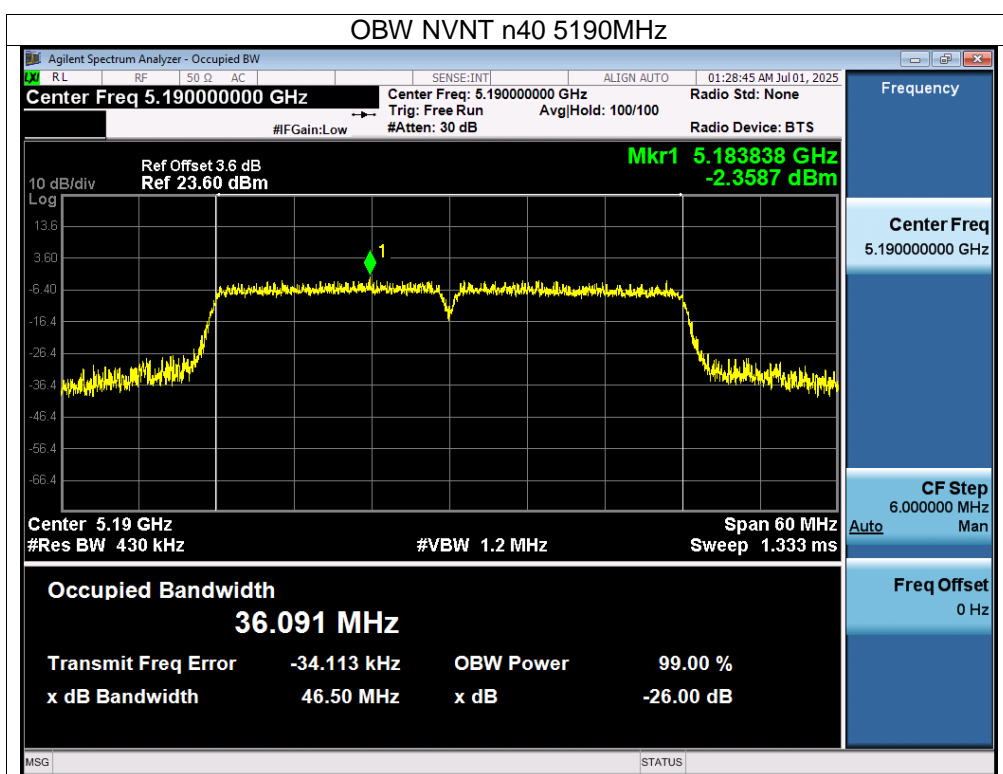 OBW NVNT n40 5190MHz
Agilent Spectrum Analyzer - Occupied BW
LXI RL RF 50 Ω AC SENSE:INT ALIGN AUTO 01:28:45 AM Jul 01, 2025
Center Freq 5.190000000 GHz
Center Freq: 5.190000000 GHz Radio Std: None
Trig: Free Run Avg|Hold: 100/100
#IFGain:Low #Atten: 30 dB Radio Device: BTS
Mkr1 5.183838 GHz
-2.3587 dBm
Ref Offset 3.6 dB
10 dB/div Ref 23.60 dBm
Log
13.6
3.60
-6.40
-16.4
-26.4
-36.4
-46.4
-56.4
-66.4
1
Center 5.19 GHz Span 60 MHz
#Res BW 430 kHz #VBW 1.2 MHz Sweep 1.333 ms
Occupied Bandwidth
36.091 MHz
Transmit Freq Error -34.113 kHz OBW Power 99.00 %
x dB Bandwidth 46.50 MHz x dB -26.00 dB
Frequency
Center Freq
5.190000000 GHz
CF Step
6.000000 MHz
Auto Man
Freq Offset
0 Hz
MSG STATUS